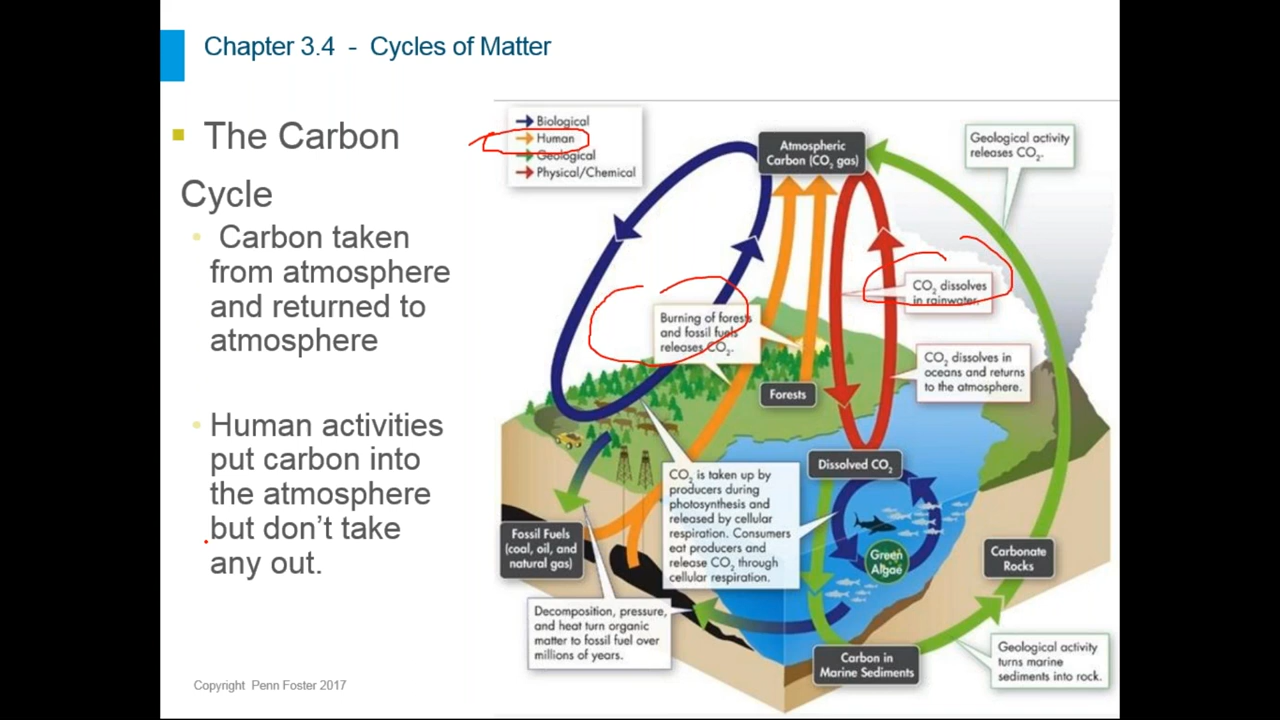 Chapter 3.4 - Cycles of Matter
The Carbon
Cycle
Carbon taken
from atmosphere
and returned to
atmosphere
Human activities
put carbon into
the atmosphere
but don't take
any out.
Copyright Penn Foster 2017
Biological
Human
Geological
Physical/Chemical
Atmospheric
Carbon (CO₂ gas)
Geological activity
releases CO₂.
CO₂ dissolves
in rainwater.
Burning of forests
and fossil fuels
releases CO₂.
CO₂ dissolves in
oceans and returns
to the atmosphere.
Forests
Dissolved CO₂
CO₂ is taken up by
producers during
photosynthesis and
released by cellular
respiration. Consumers
eat producers and
release CO₂ through
cellular respiration.
Fossil Fuels
(coal, oil, and
natural gas)
Green
Algae
Carbonate
Rocks
Decomposition, pressure,
and heat turn organic
matter to fossil fuel over
millions of years.
Carbon in
Marine Sediments
Geological activity
turns marine
sediments into rock.